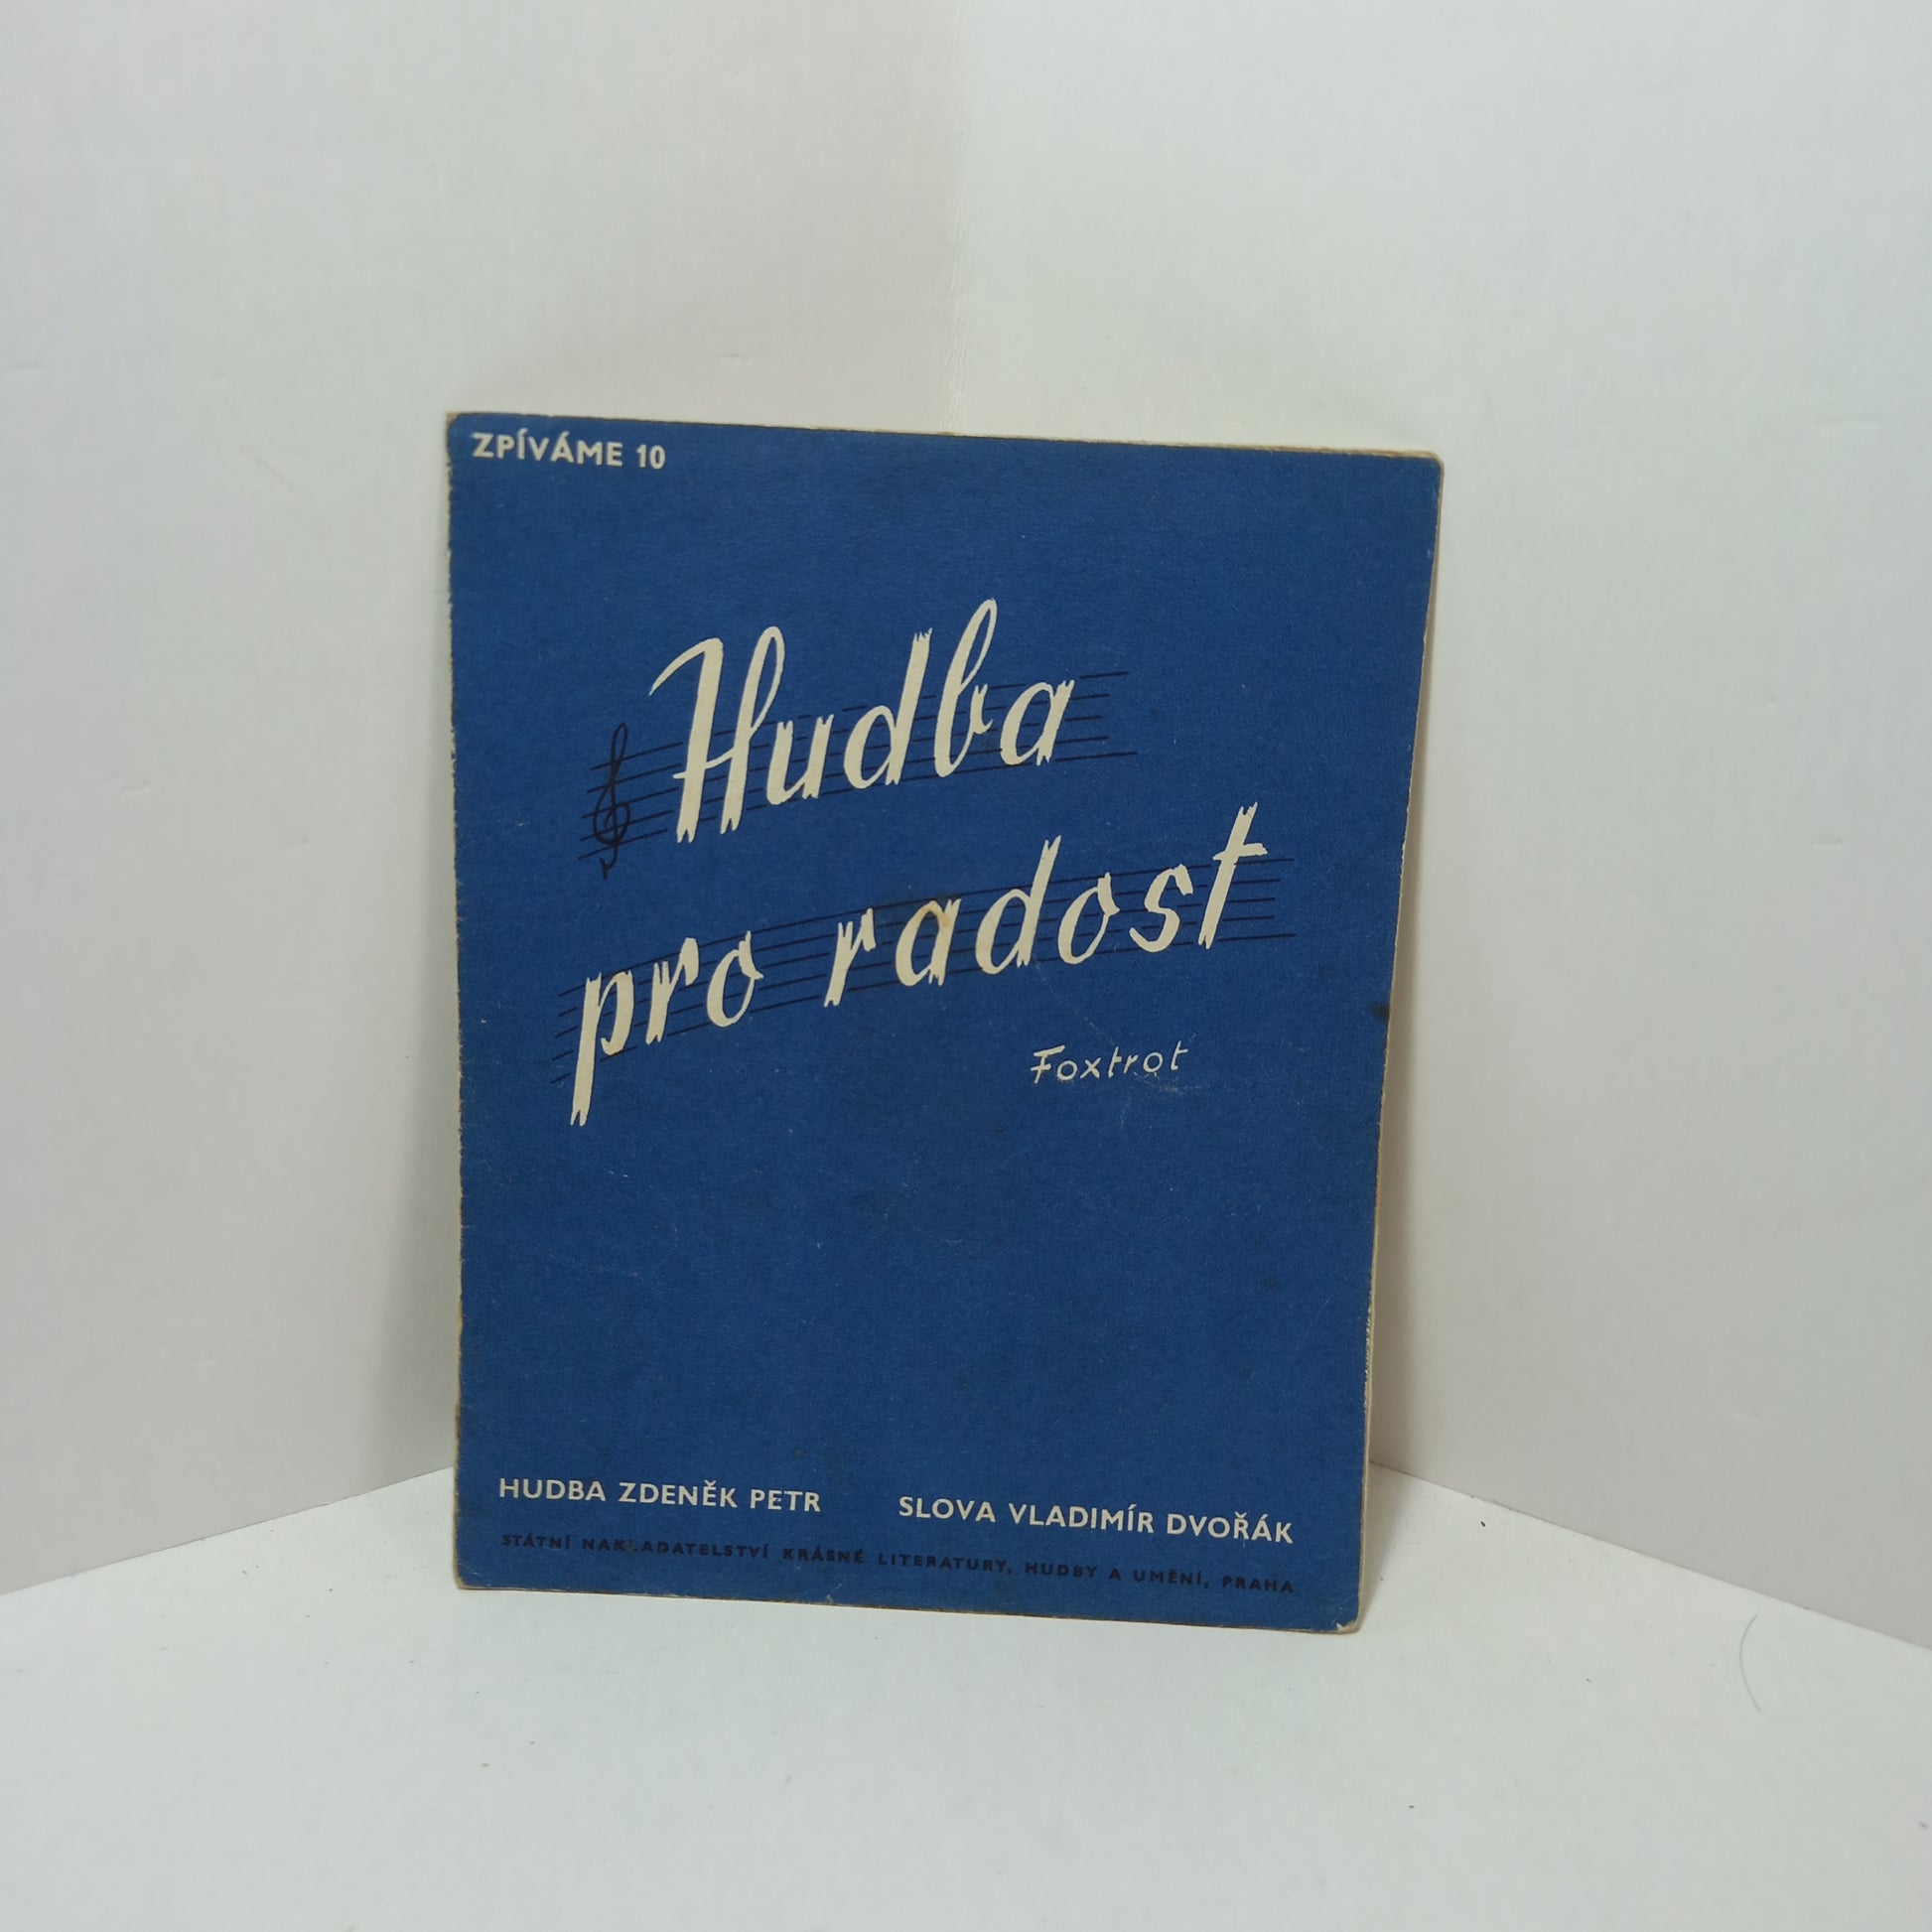 ZPÍVÁME 10
Hudba
pro radost
Foxtrot
HUDBA ZDENĚK PETR SLOVA VLADIMÍR DVOŘÁK
STÁTNÍ NAKLADATELSTVÍ KRÁSNÉ LITERATURY, HUDBY A UMĚNÍ, PRAHA